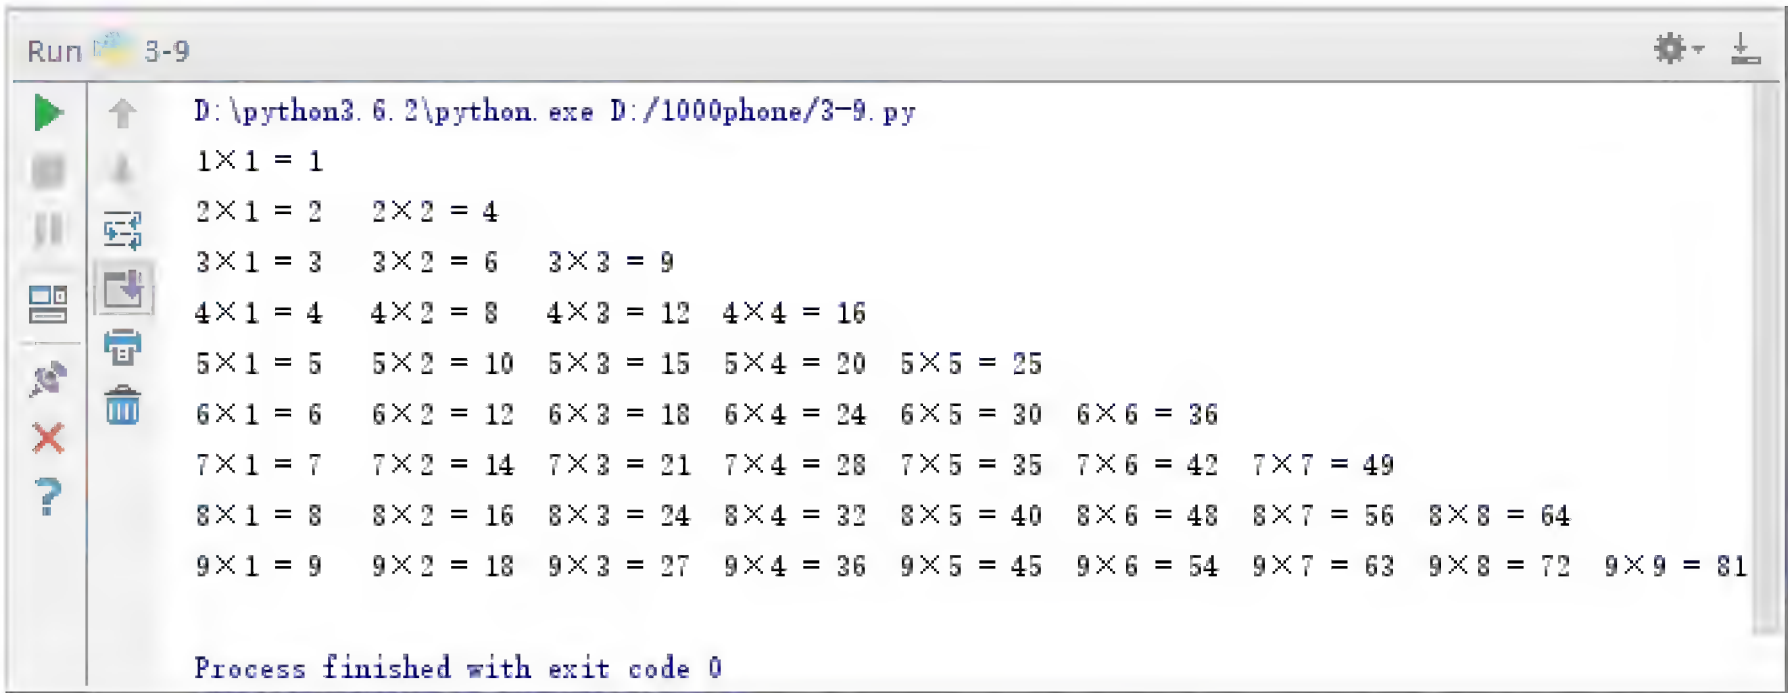 Run 3-9
D:\python3.6.2\python.exe D:/1000phone/3-9.py
1×1 = 1
2×1 = 2 2×2 = 4
3×1 = 3 3×2 = 6 3×3 = 9
4×1 = 4 4×2 = 8 4×3 = 12 4×4 = 16
5×1 = 5 5×2 = 10 5×3 = 15 5×4 = 20 5×5 = 25
6×1 = 6 6×2 = 12 6×3 = 18 6×4 = 24 6×5 = 30 6×6 = 36
7×1 = 7 7×2 = 14 7×3 = 21 7×4 = 28 7×5 = 35 7×6 = 42 7×7 = 49
8×1 = 8 8×2 = 16 8×3 = 24 8×4 = 32 8×5 = 40 8×6 = 48 8×7 = 56 8×8 = 64
9×1 = 9 9×2 = 18 9×3 = 27 9×4 = 36 9×5 = 45 9×6 = 54 9×7 = 63 9×8 = 72 9×9 = 81
Process finished with exit code 0